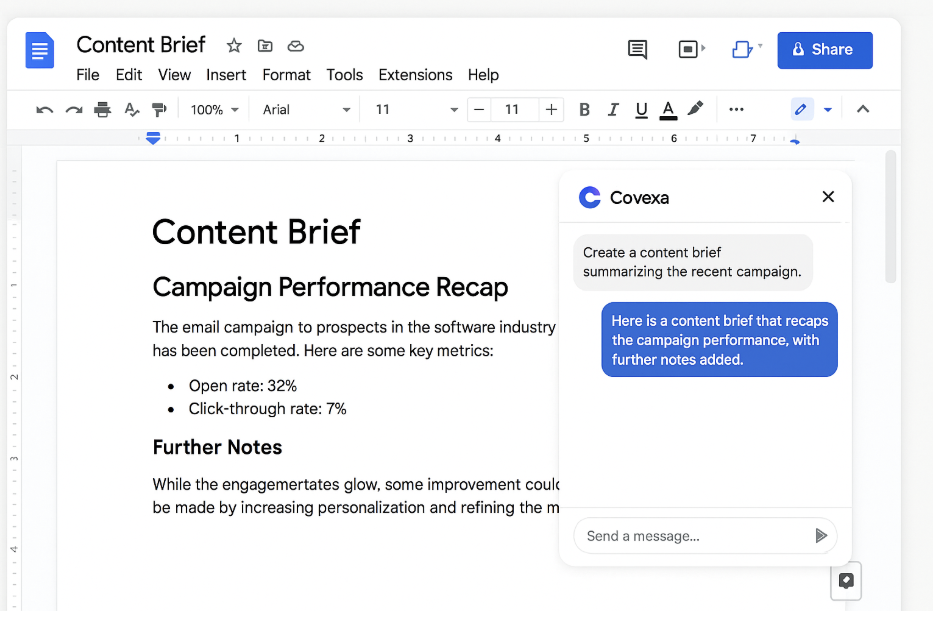 Content Brief
File Edit View Insert Format Tools Extensions Help
Share
100% Arial 11 − 11 + B I U A
1 2 3 4 5 6 7
Content Brief
Campaign Performance Recap
The email campaign to prospects in the software industry
has been completed. Here are some key metrics:
• Open rate: 32%
• Click-through rate: 7%
Further Notes
While the engagemertates glow, some improvement could
be made by increasing personalization and refining the m
Covexa
Create a content brief
summarizing the recent campaign.
Here is a content brief that recaps
the campaign performance, with
further notes added.
Send a message...
2
3
4